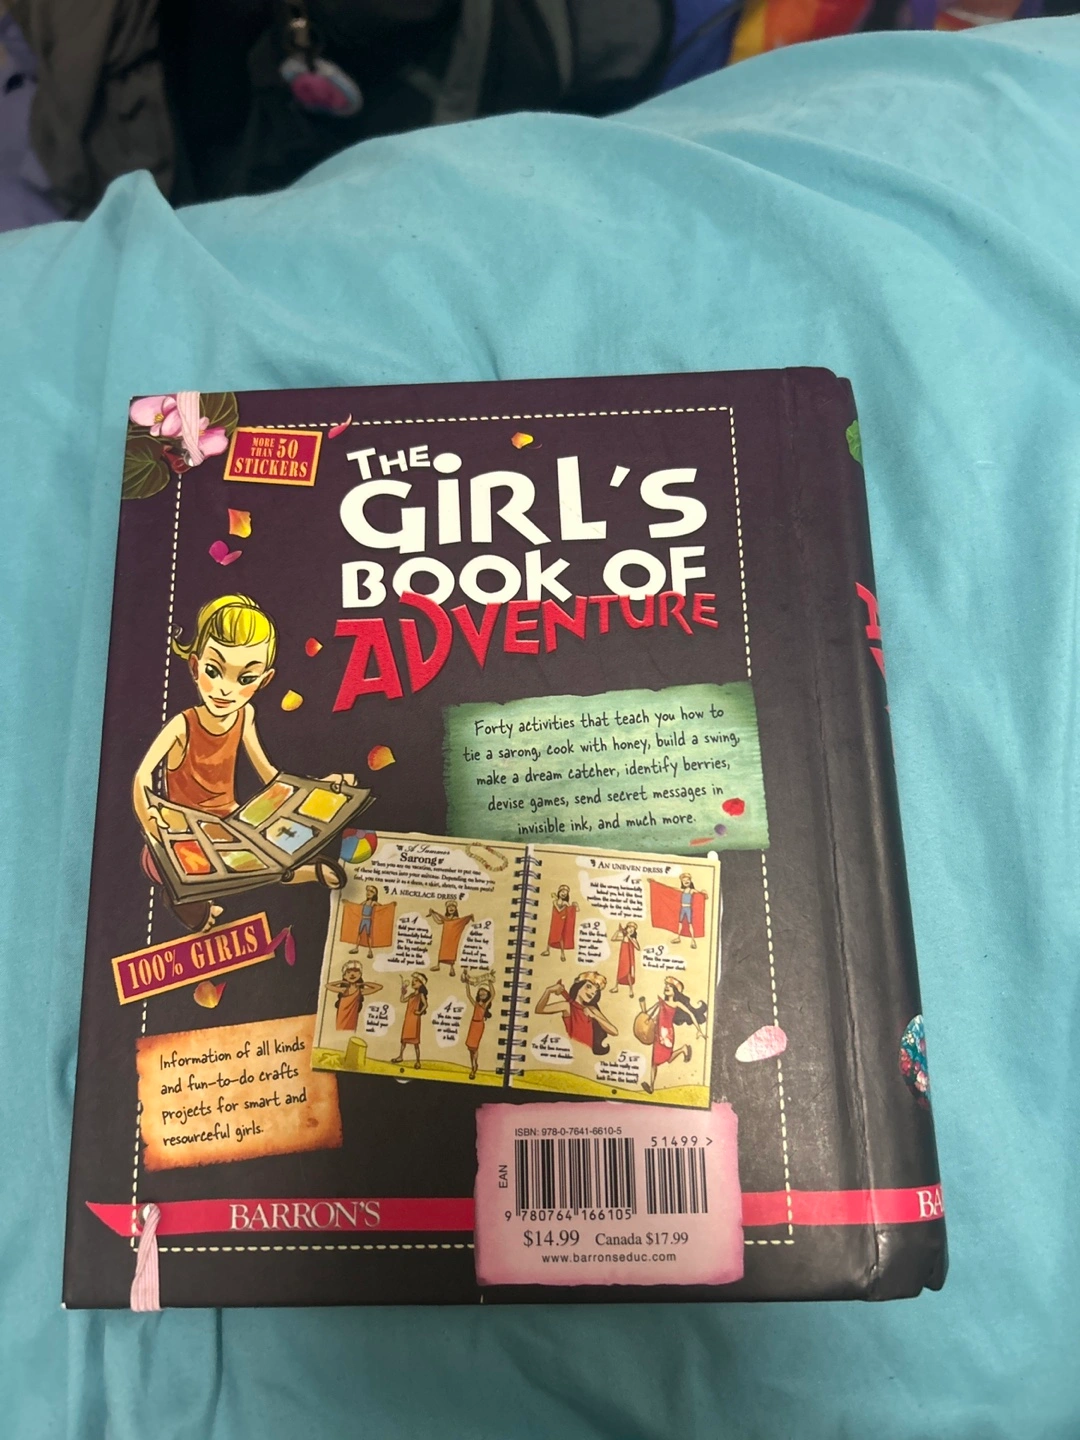 MORE
THAN 50
STICKERS
THE
GIRL'S
BOOK OF
ADVENTURE
Forty activities that teach you how to
tie a sarong, cook with honey, build a swing,
make a dream catcher, identify berries,
devise games, send secret messages in
invisible ink, and much more.
A Summer
Sarong
A NECKLACE DRESS
AN UNEVEN DRESS
100% GIRLS
Information of all kinds
and fun-to-do crafts
projects for smart and
resourceful girls.
ISBN: 978-0-7641-6610-5
51499 >
EAN
9 780764 166105
$14.99 Canada $17.99
www.barronseduc.com
BARRON'S
BA